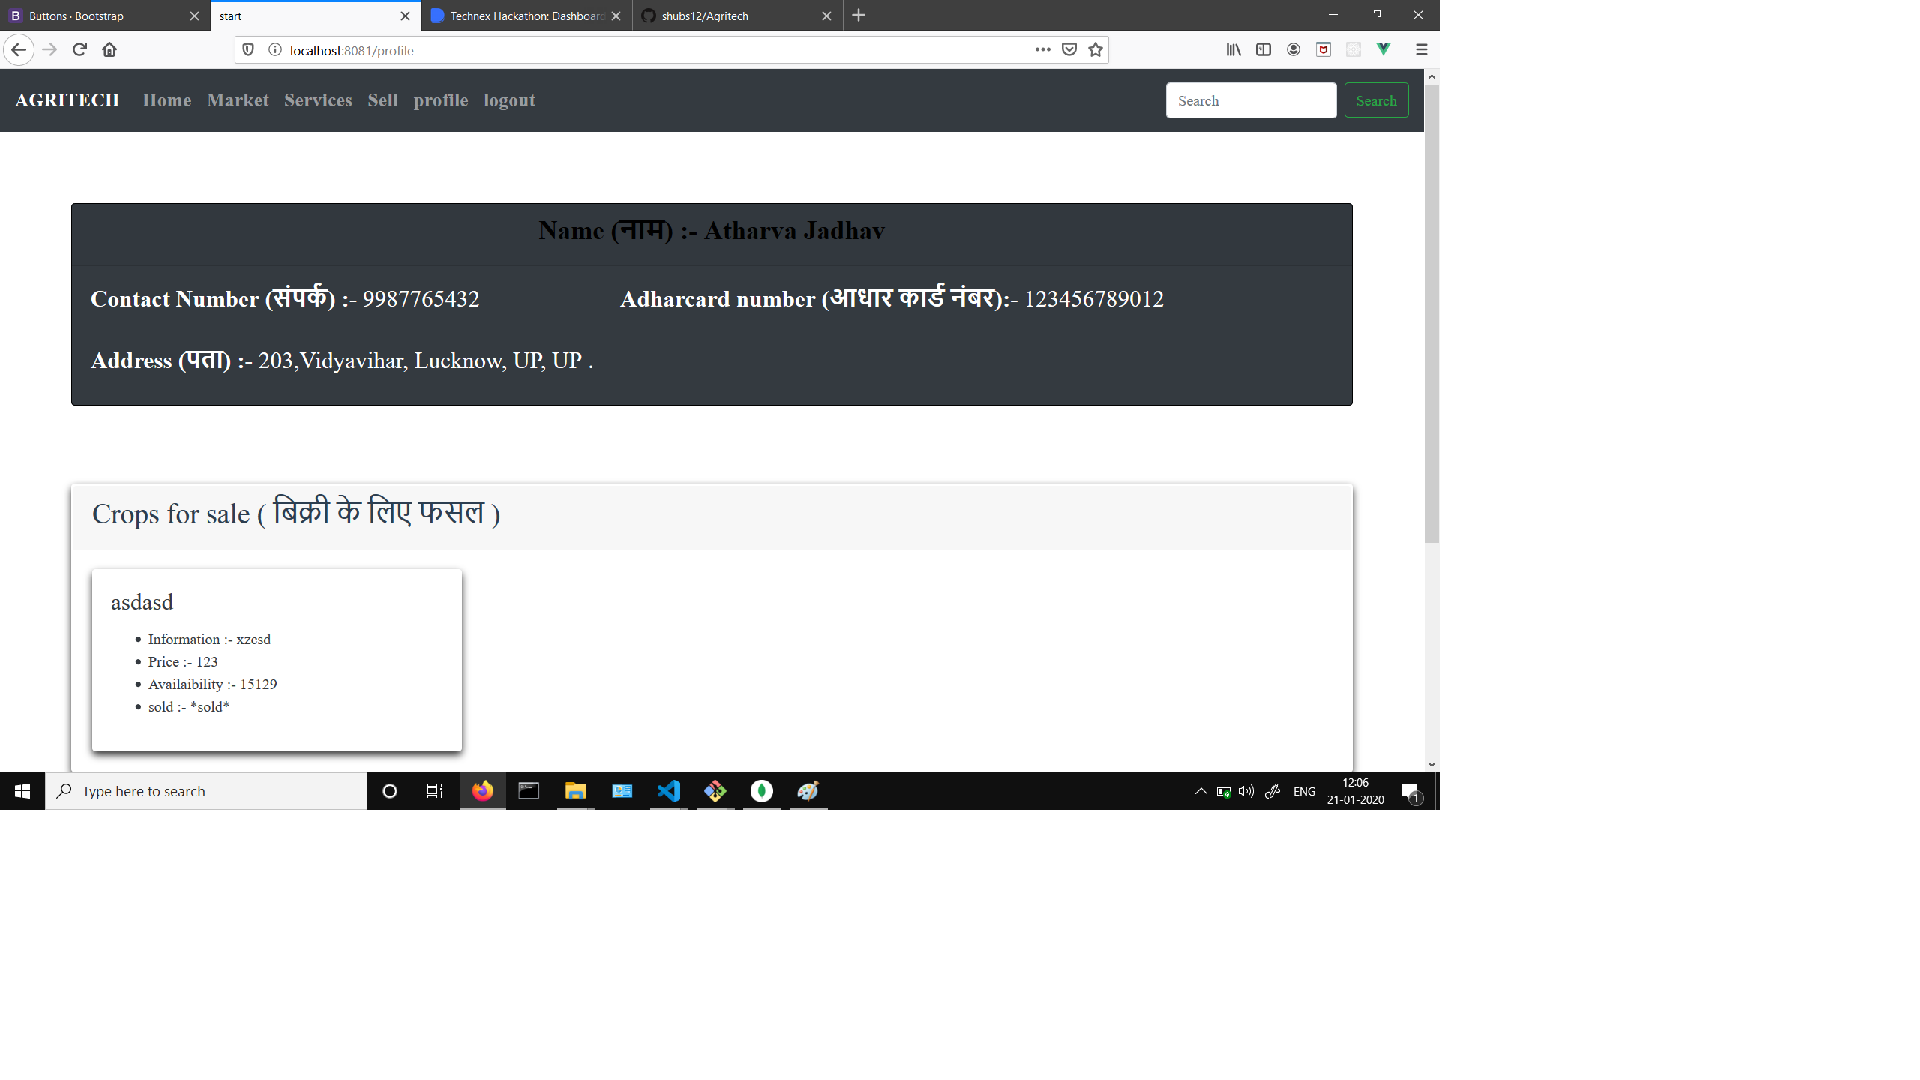 Buttons · Bootstrap
start
Technex Hackathon: Dashboard
shubs12/Agritech
localhost:8081/profile
AGRITECH Home Market Services Sell profile logout Search Search
Name (नाम) :- Atharva Jadhav
Contact Number (संपर्क) :- 9987765432 Adharcard number (आधार कार्ड नंबर):- 123456789012
Address (पता) :- 203,Vidyavihar, Lucknow, UP, UP .
Crops for sale ( बिक्री के लिए फसल )
asdasd
Information :- xzcsd
Price :- 123
Availaibility :- 15129
sold :- *sold*
Type here to search
ENG
12:06
21-01-2020
1